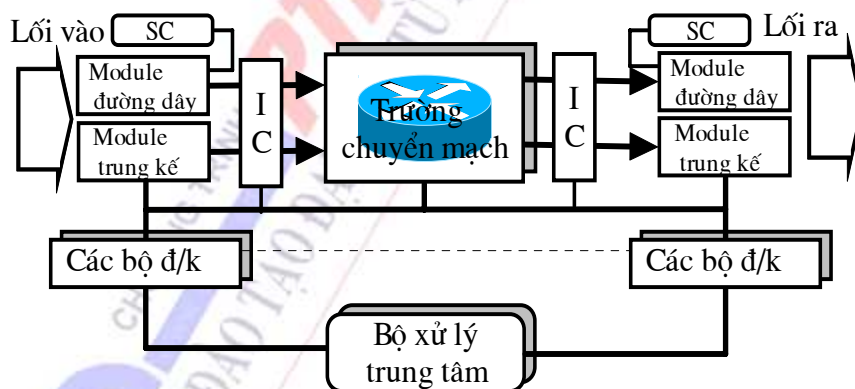 Lối vào
SC
SC
Lối ra
Module
đường dây
I
C
Trường
chuyển mạch
I
C
Module
đường dây
Module
trung kế
Module
trung kế
Các bộ đ/k
Các bộ đ/k
Bộ xử lý
trung tâm